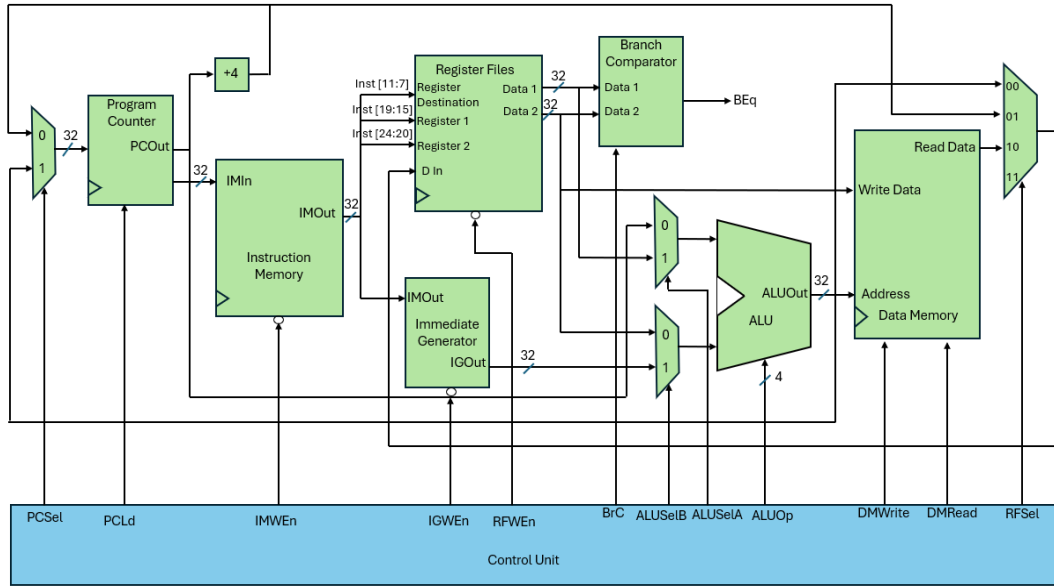 Branch
Comparator
Data 1
Data 2
BEq
+4
Register Files
Inst [11:7]
Register
Destination
Inst [19:15]
Register 1
Inst [24:20]
Register 2
D In
Data 1
Data 2
32
32
00
01
10
11
Program
Counter
PCOut
0
1
32
32
IMIn
IMOut
Instruction
Memory
32
Read Data
Write Data
Address
Data Memory
0
1
0
1
ALUOut
ALU
32
4
IMOut
Immediate
Generator
IGOut
32
PCSel
PCLd
IMWEn
IGWEn
RFWEn
BrC
ALUSelB
ALUSelA
ALUOp
DMWrite
DMRead
RFSel
Control Unit